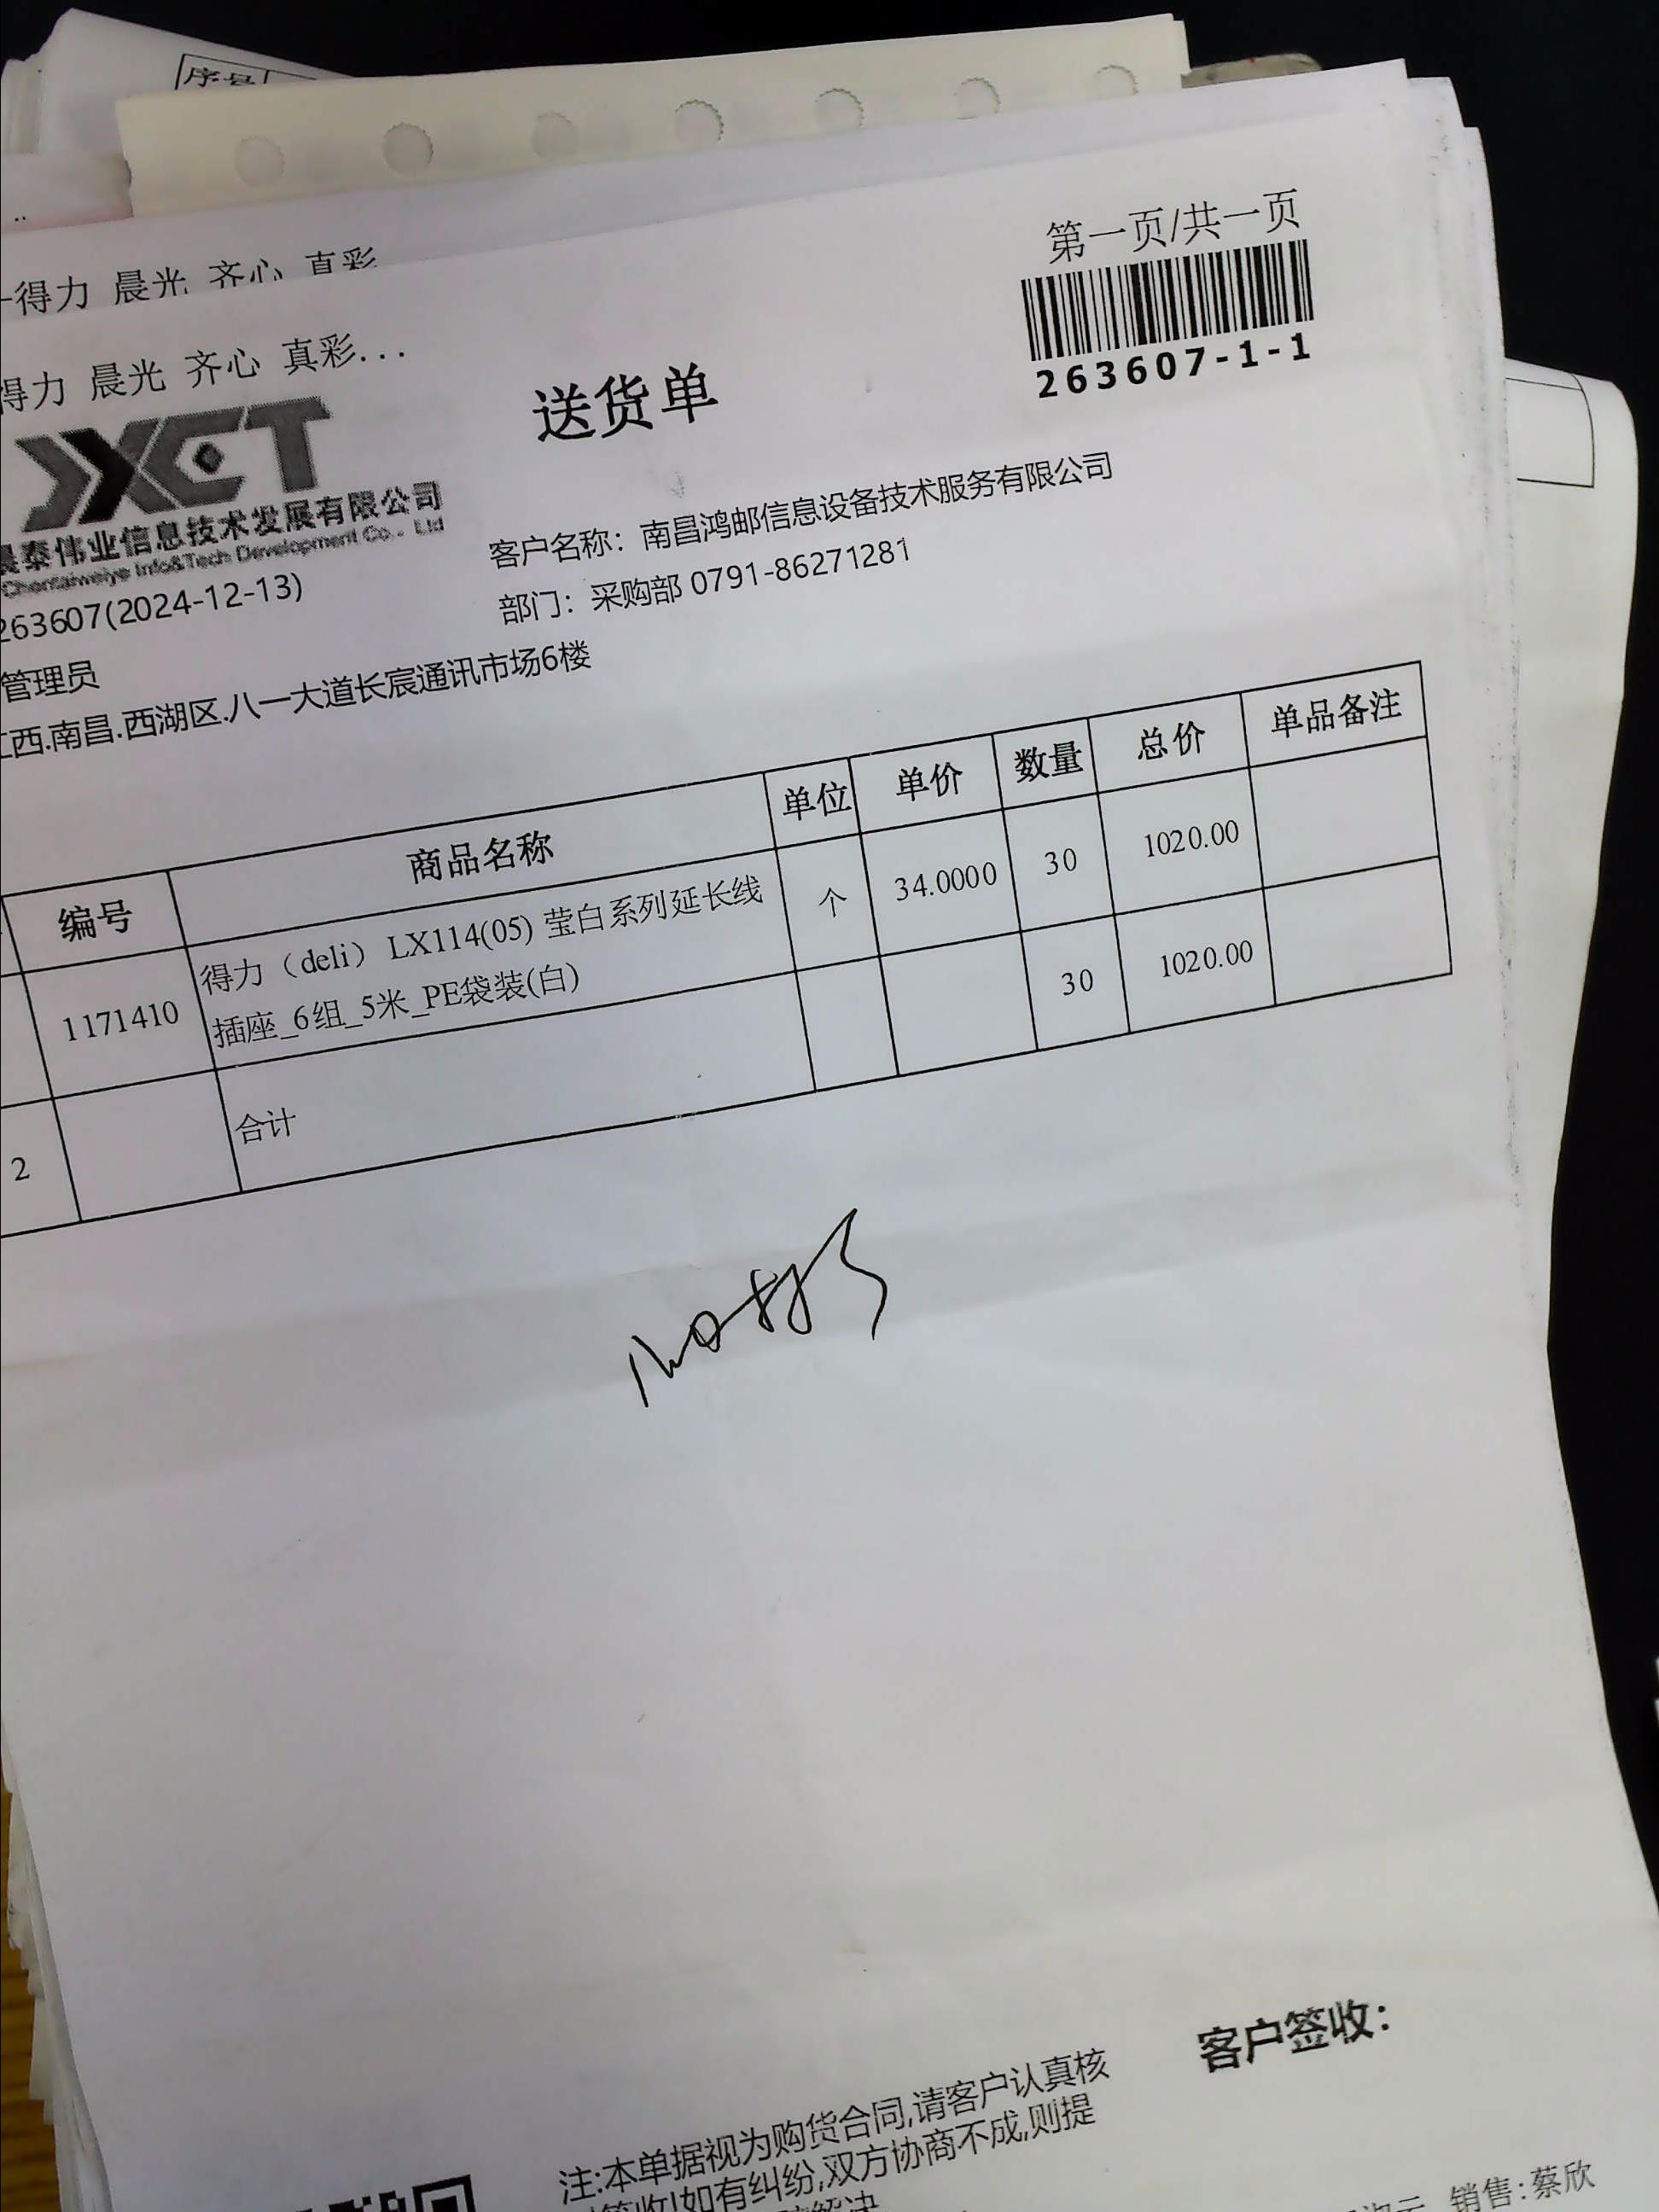 序号
得力 晨光 齐心 真彩
得力 晨光 齐心 真彩...
第一页/共一页
263607-1-1
送货单
JXCT
晨泰伟业信息技术发展有限公司
Chentaiweiye Info&Tech Development Co., Ltd
客户名称：南昌鸿邮信息设备技术服务有限公司
263607(2024-12-13)
部门：采购部 0791-86271281
管理员
江西.南昌.西湖区.八一大道长宸通讯市场6楼
编号 商品名称 单位 单价 数量 总价 单品备注
1171410 得力（deli）LX114(05) 莹白系列延长线 个 34.0000 30 1020.00
插座_6组_5米_PE袋装(白)
2 合计 30 1020.00
客户签收：
注:本单据视为购货合同,请客户认真核
签收!如有纠纷,双方协商不成,则提
解决
销售:蔡欣